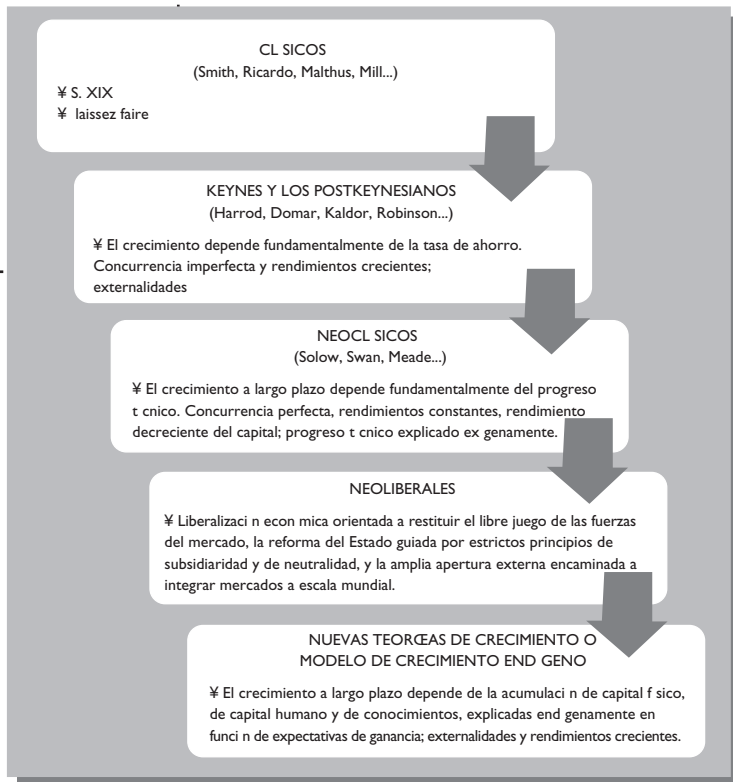 CL SICOS
(Smith, Ricardo, Malthus, Mill...)
¥ S. XIX
¥ laissez faire
KEYNES Y LOS POSTKEYNESIANOS
(Harrod, Domar, Kaldor, Robinson...)
¥ El crecimiento depende fundamentalmente de la tasa de ahorro.
Concurrencia imperfecta y rendimientos crecientes;
externalidades
NEOCL SICOS
(Solow, Swan, Meade...)
¥ El crecimiento a largo plazo depende fundamentalmente del progreso
t cnico. Concurrencia perfecta, rendimientos constantes, rendimiento
decreciente del capital; progreso t cnico explicado ex genamente.
NEOLIBERALES
¥ Liberalizaci n econ mica orientada a restituir el libre juego de las fuerzas
del mercado, la reforma del Estado guiada por estrictos principios de
subsidiaridad y de neutralidad, y la amplia apertura externa encaminada a
integrar mercados a escala mundial.
NUEVAS TEORŒAS DE CRECIMIENTO O
MODELO DE CRECIMIENTO END GENO
¥ El crecimiento a largo plazo depende de la acumulaci n de capital f sico,
de capital humano y de conocimientos, explicadas end genamente en
funci n de expectativas de ganancia; externalidades y rendimientos crecientes.